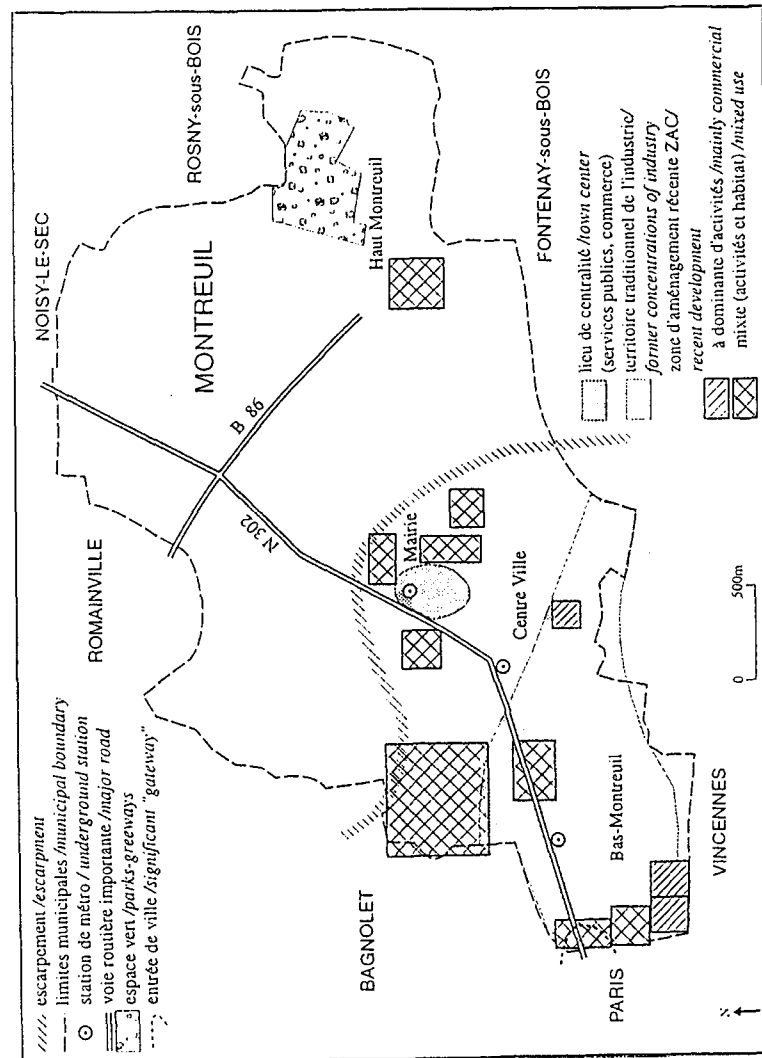 escarpement /escarpment
limites municipales /municipal boundary
station de métro / underground station
voie routière importante /major road
espace vert /parks-greeways
entrée de ville /significant "gateway"
NOISY-LE-SEC
ROSNY-sous-BOIS
ROMAINVILLE
MONTREUIL
Haut Montreuil
B 86
N 302
BAGNOLET
Mairie
FONTENAY-sous-BOIS
Centre Ville
Bas-Montreuil
PARIS
VINCENNES
N
0 500m
lieu de centralité /town center
(services publics, commerce)
territoire traditionnel de l'industrie/
former concentrations of industry
zone d'aménagement récente ZAC/
recent development
à dominante d'activités /mainly commercial
mixte (activités et habitat) /mixed use